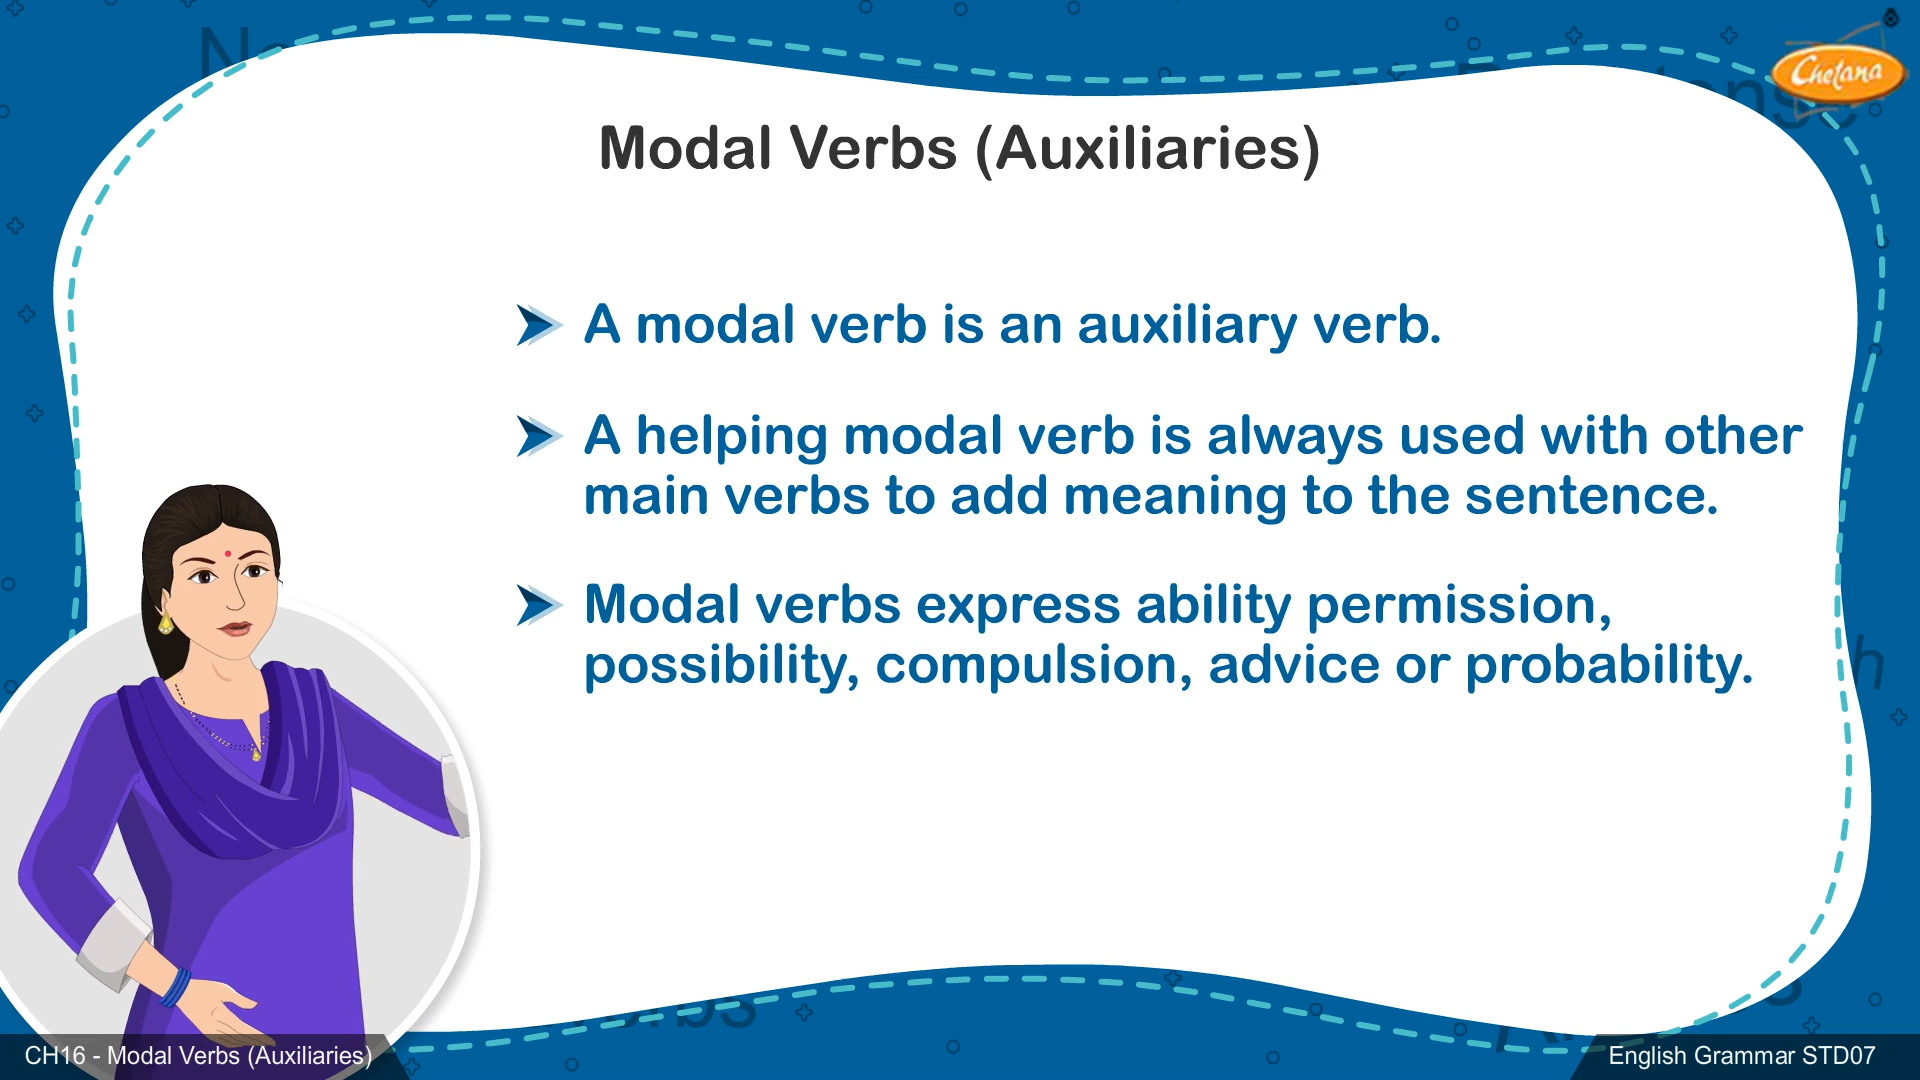 Chetana
Modal Verbs (Auxiliaries)
A modal verb is an auxiliary verb.
A helping modal verb is always used with other
main verbs to add meaning to the sentence.
Modal verbs express ability permission,
possibility, compulsion, advice or probability.
CH16 - Modal Verbs (Auxiliaries)
English Grammar STD07